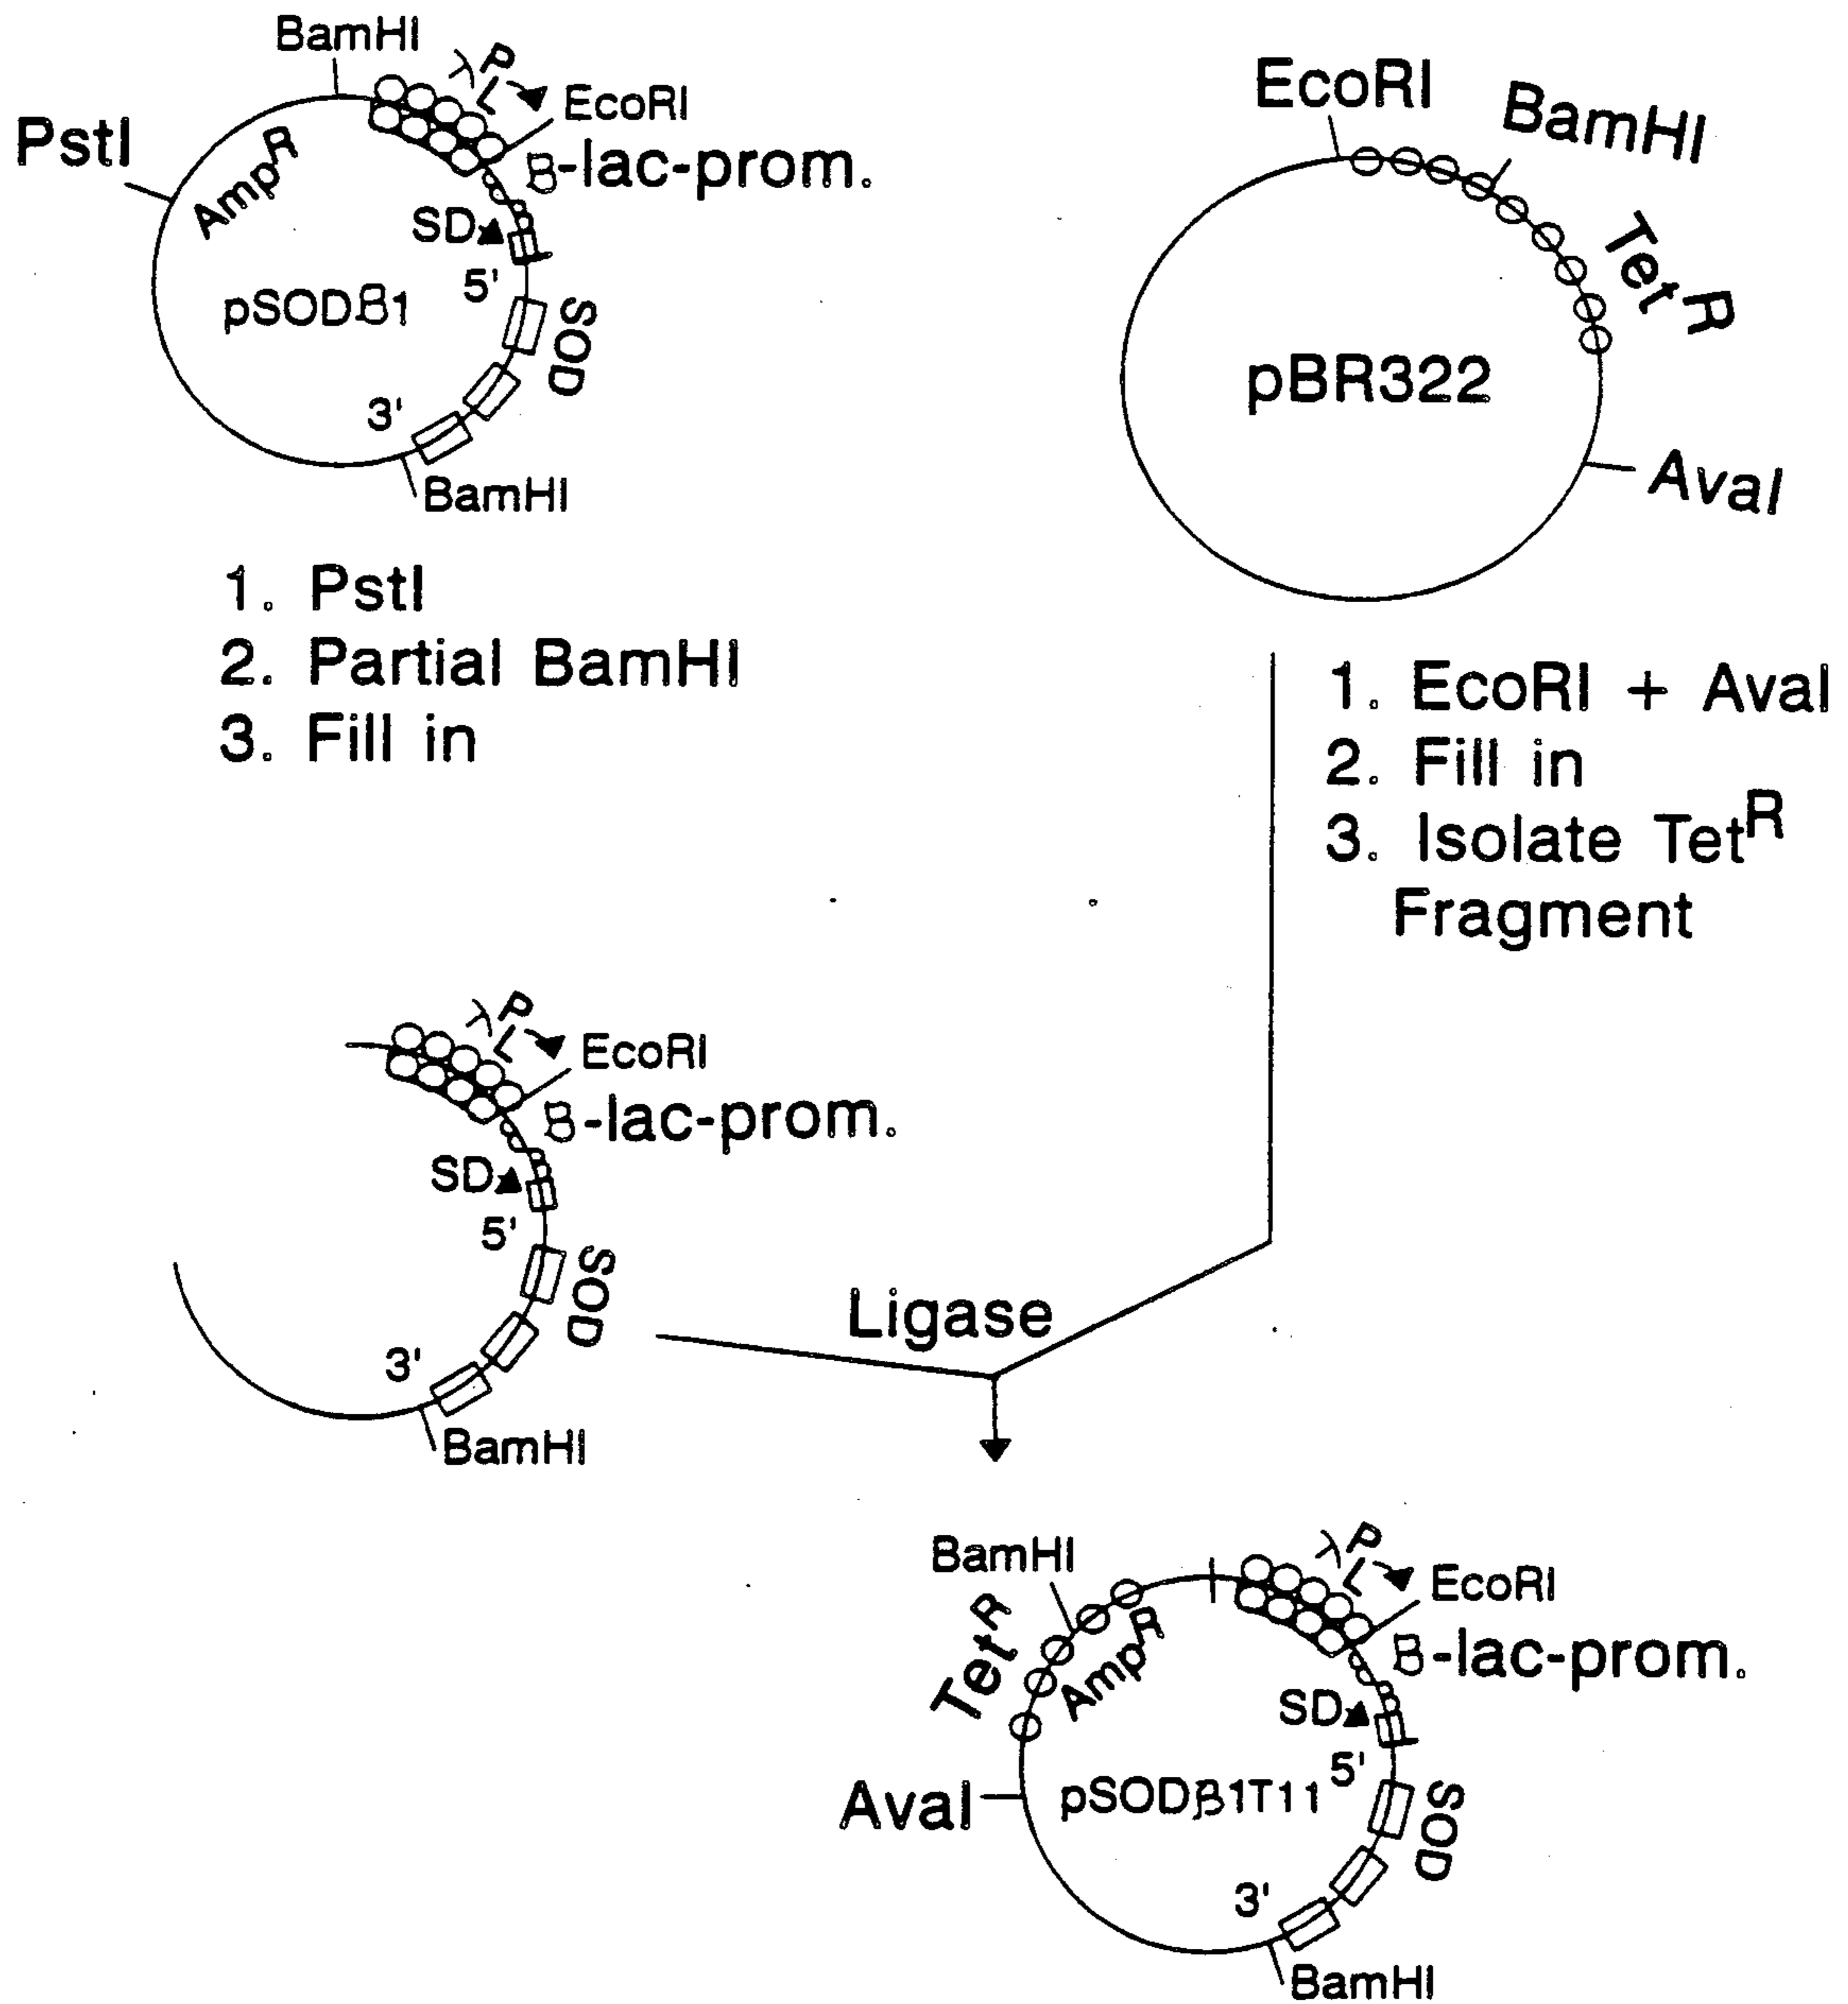 BamHI
λPL
EcoRI
PstI
AmpR
β-lac-prom.
SD
5'
pSODβ1
SOD
3'
BamHI
EcoRI
BamHI
TetR
pBR322
AvaI
1. PstI
2. Partial BamHI
3. Fill in
1. EcoRI + AvaI
2. Fill in
3. Isolate TetR
Fragment
λPL
EcoRI
β-lac-prom.
SD
5'
SOD
3'
BamHI
Ligase
BamHI
λPL
EcoRI
TetR
AmpR
β-lac-prom.
SD
5'
AvaI
pSODβ1T11
SOD
3'
BamHI